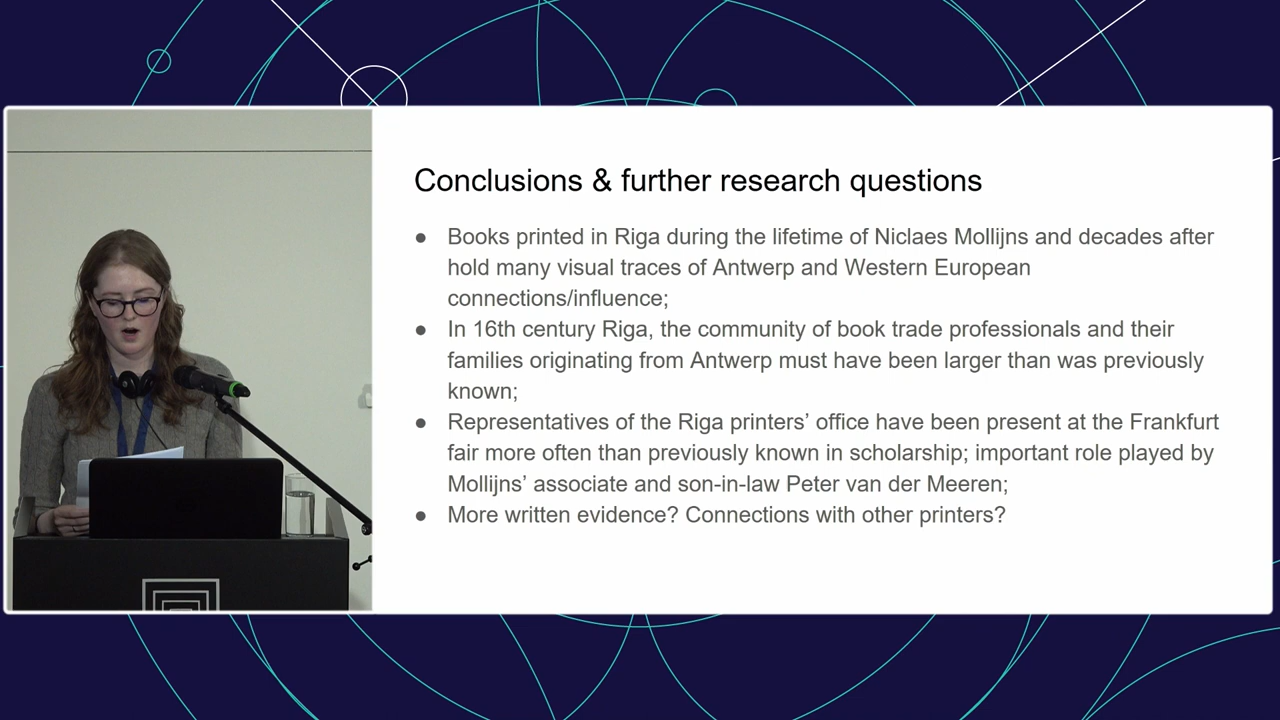 Conclusions & further research questions
● Books printed in Riga during the lifetime of Niclaes Mollijns and decades after
hold many visual traces of Antwerp and Western European
connections/influence;
● In 16th century Riga, the community of book trade professionals and their
families originating from Antwerp must have been larger than was previously
known;
● Representatives of the Riga printers’ office have been present at the Frankfurt
fair more often than previously known in scholarship; important role played by
Mollijns’ associate and son-in-law Peter van der Meeren;
● More written evidence? Connections with other printers?